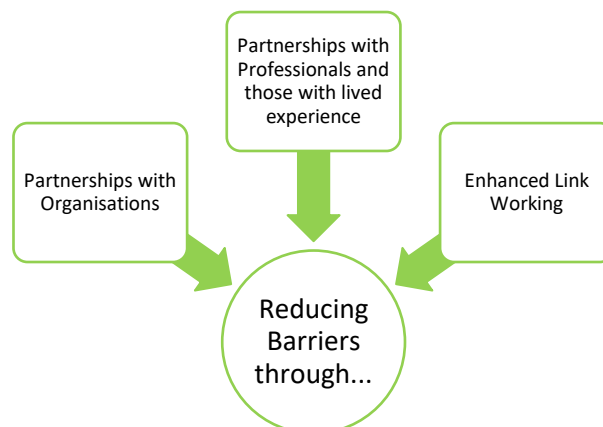 Partnerships with
Professionals and
those with lived
experience
Partnerships with
Organisations
Enhanced Link
Working
Reducing
Barriers
through...